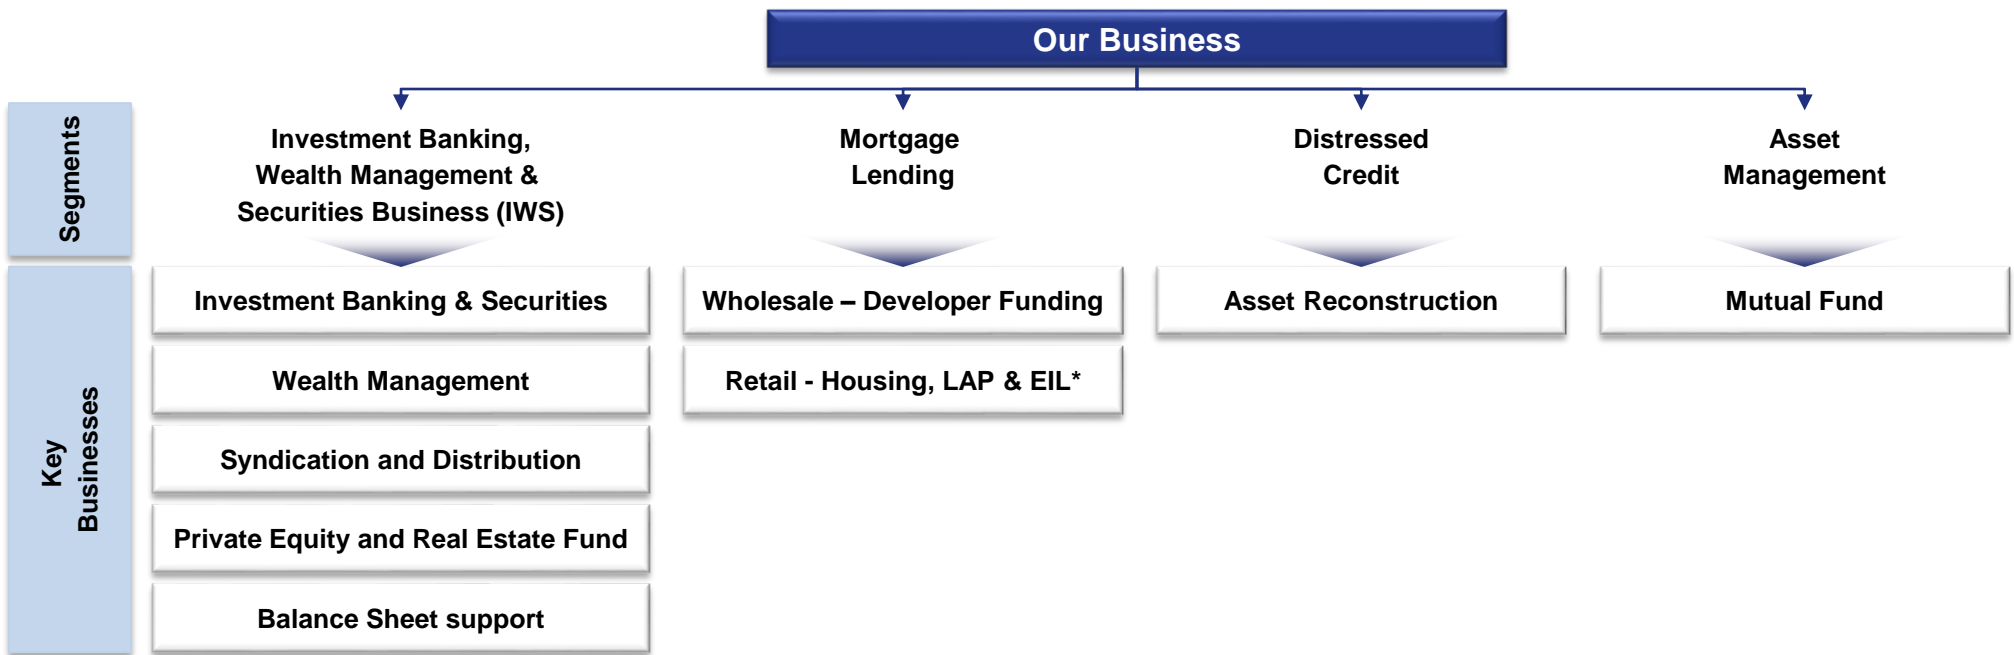 Our Business
Segments
Investment Banking,
Wealth Management &
Securities Business (IWS)
Mortgage
Lending
Distressed
Credit
Asset
Management
Key
Businesses
Investment Banking & Securities
Wealth Management
Syndication and Distribution
Private Equity and Real Estate Fund
Balance Sheet support
Wholesale – Developer Funding
Retail - Housing, LAP & EIL*
Asset Reconstruction
Mutual Fund